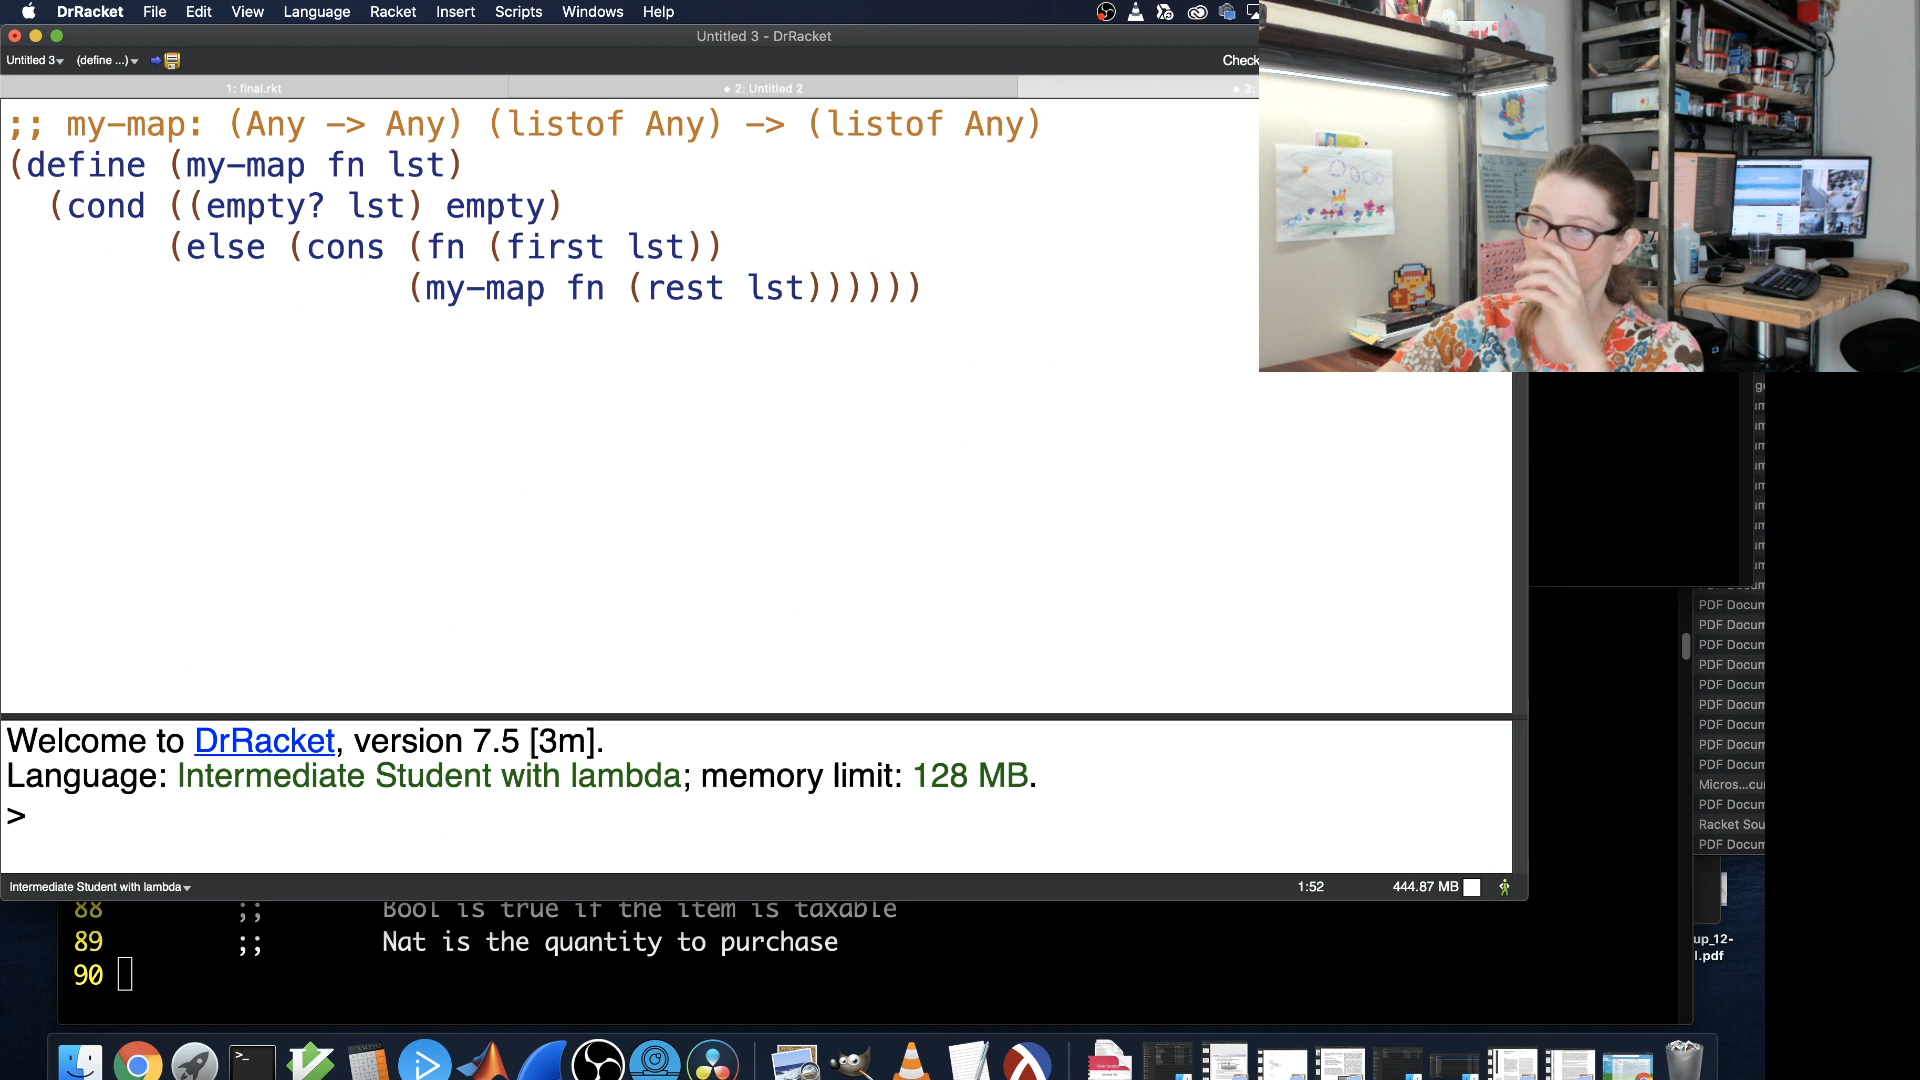 DrRacket File Edit View Language Racket Insert Scripts Windows Help
Untitled 3 - DrRacket
Untitled 3 (define ...) Check
1: final.rkt 2: Untitled 2 3:
;; my-map: (Any -> Any) (listof Any) -> (listof Any)
(define (my-map fn lst)
(cond ((empty? lst) empty)
(else (cons (fn (first lst))
(my-map fn (rest lst))))))
Welcome to DrRacket, version 7.5 [3m].
Language: Intermediate Student with lambda; memory limit: 128 MB.
>
Intermediate Student with lambda 1:52 444.87 MB
88 ;; Bool is true if the item is taxable
89 ;; Nat is the quantity to purchase
90
PDF Docum
PDF Docum
PDF Docum
PDF Docum
PDF Docum
PDF Docum
PDF Docum
PDF Docum
PDF Docum
Micros...cu
PDF Docum
Racket Sou
PDF Docum
up_12-
l.pdf